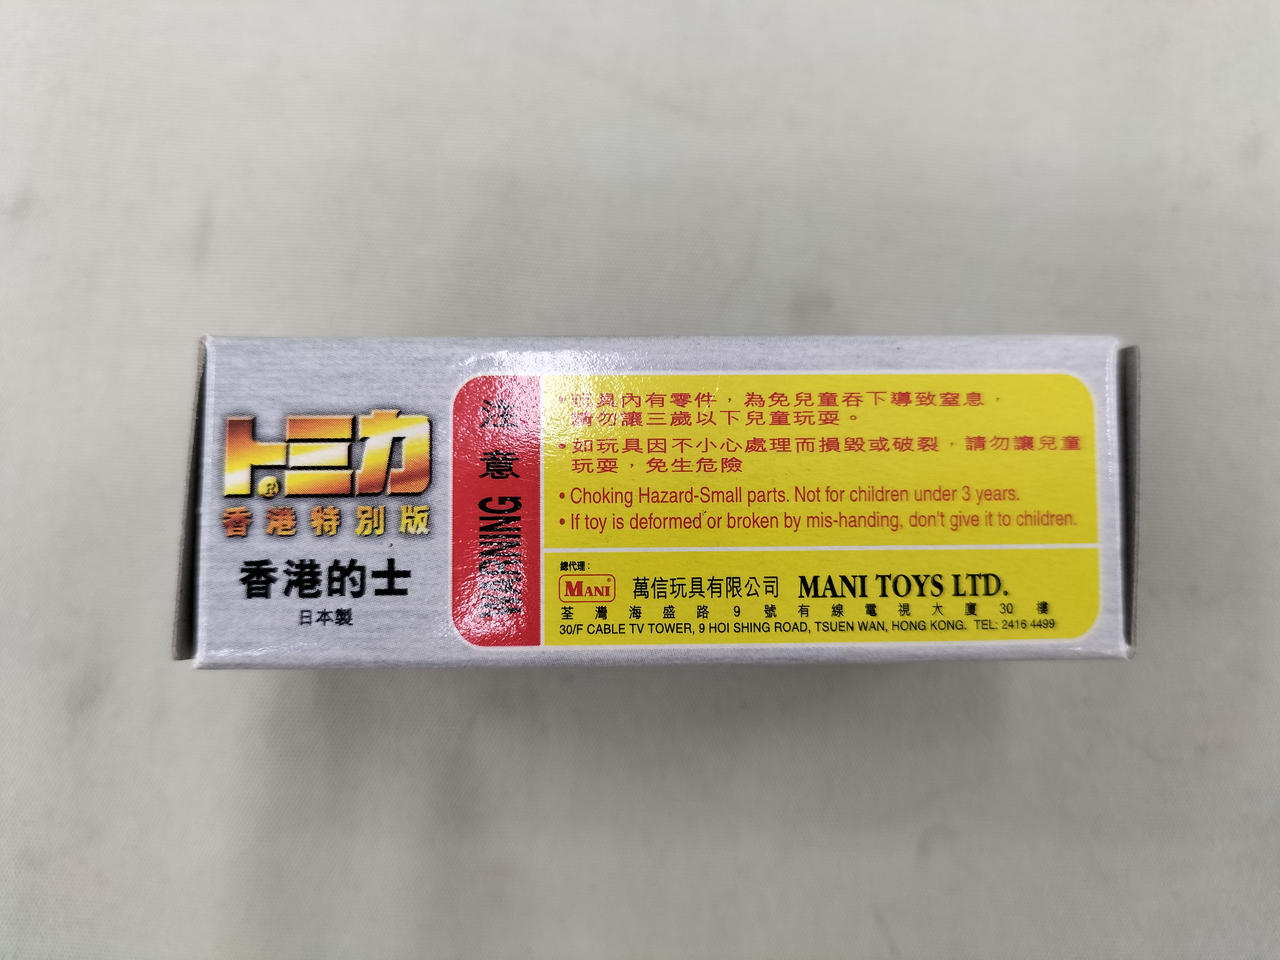 トミカ
®
香港特別版
香港的士
日本製
注意
WARNING
• 玩具內有零件，為免兒童吞下導致窒息，
請勿讓三歲以下兒童玩耍。
• 如玩具因不小心處理而損毀或破裂，請勿讓兒童
玩耍，免生危險
• Choking Hazard-Small parts. Not for children under 3 years.
• If toy is deformed or broken by mis-handing, don't give it to children.
總代理：
MANI 萬信玩具有限公司 MANI TOYS LTD.
荃灣海盛路9號有線電視大廈30樓
30/F CABLE TV TOWER, 9 HOI SHING ROAD, TSUEN WAN, HONG KONG. TEL: 2416 4499